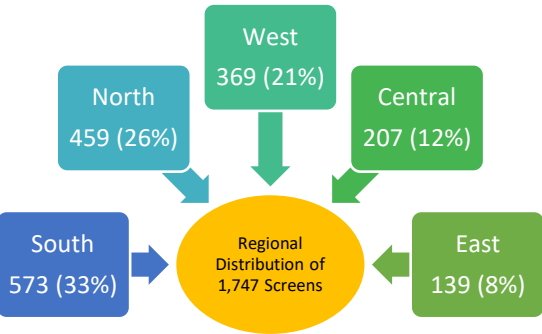 West
369 (21%)
North
459 (26%)
Central
207 (12%)
South
573 (33%)
Regional
Distribution of
1,747 Screens
East
139 (8%)